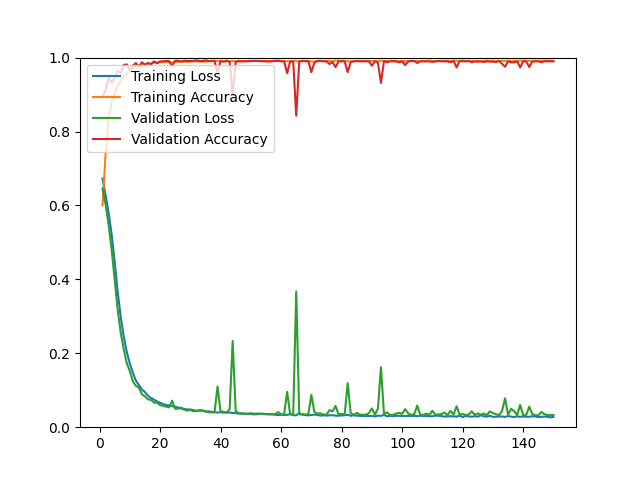 1.0
0.8
0.6
0.4
0.2
0.0
Training Loss
Training Accuracy
Validation Loss
Validation Accuracy
0 20 40 60 80 100 120 140